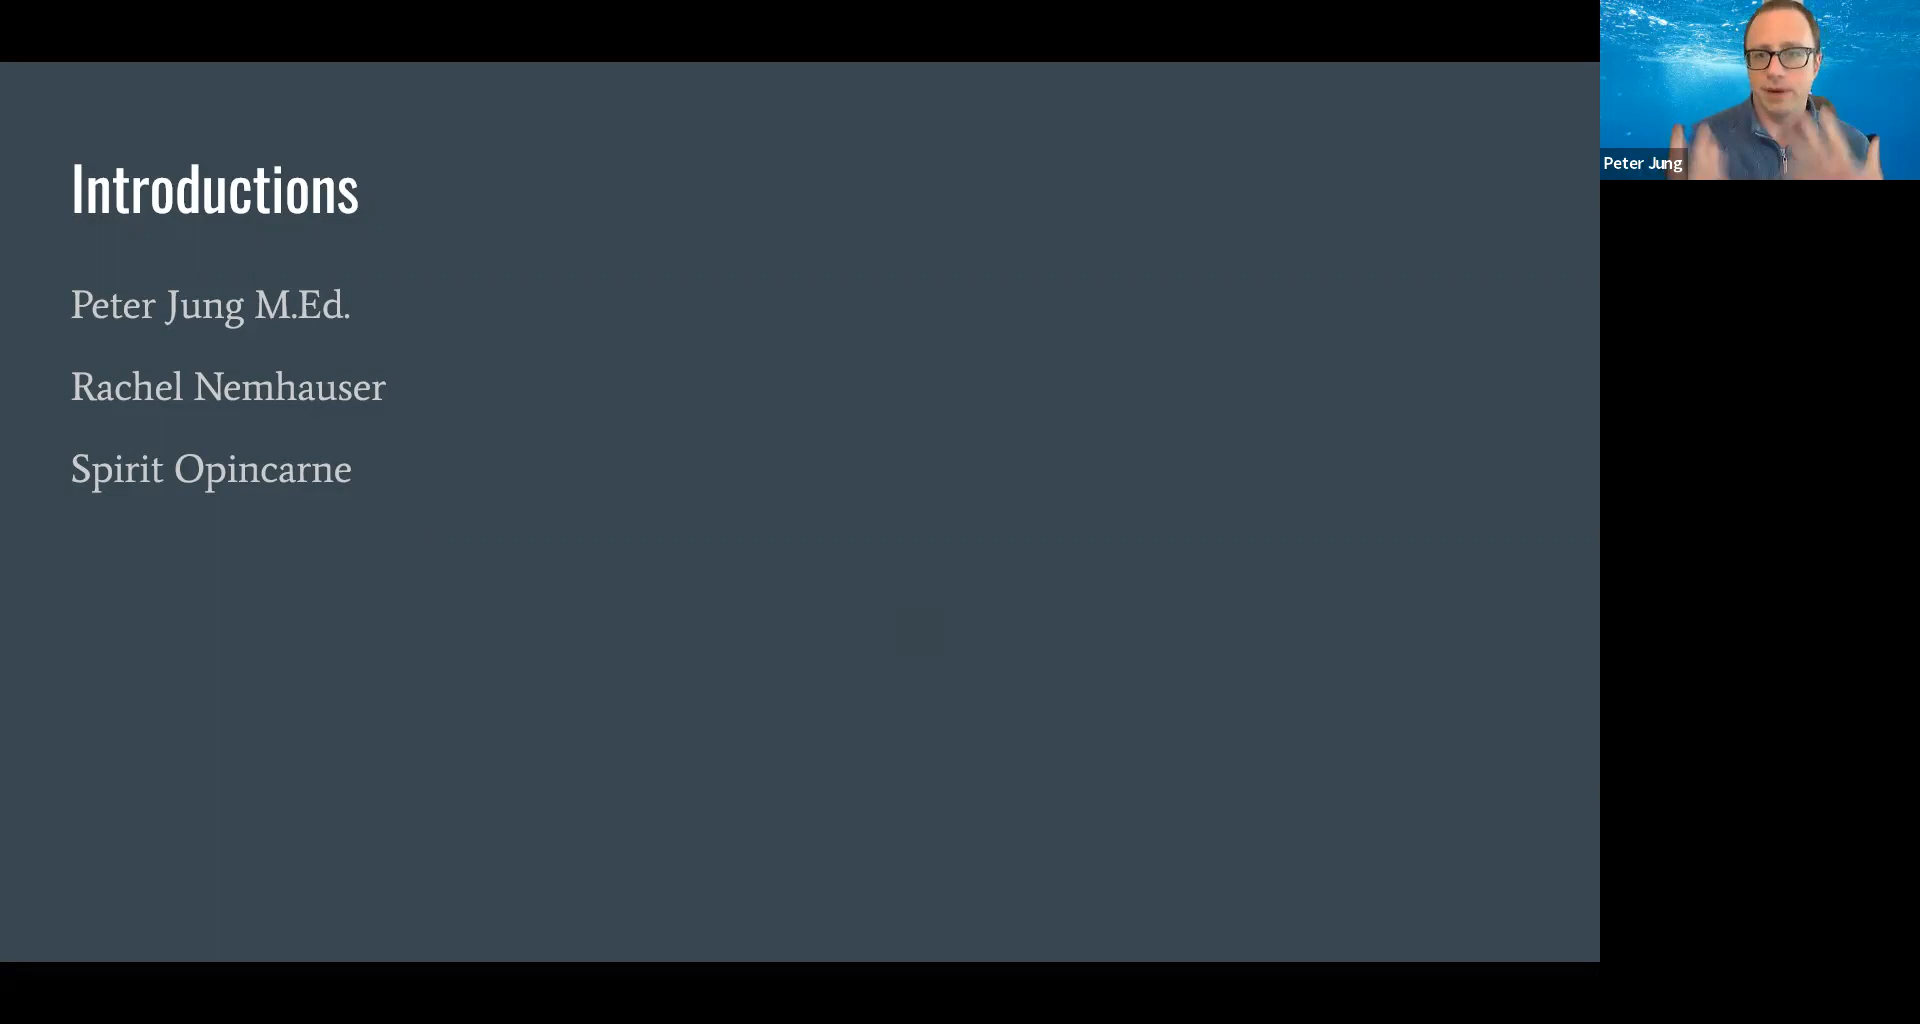 Introductions
Peter Jung M.Ed.
Rachel Nemhauser
Spirit Opincarne
Peter Jung